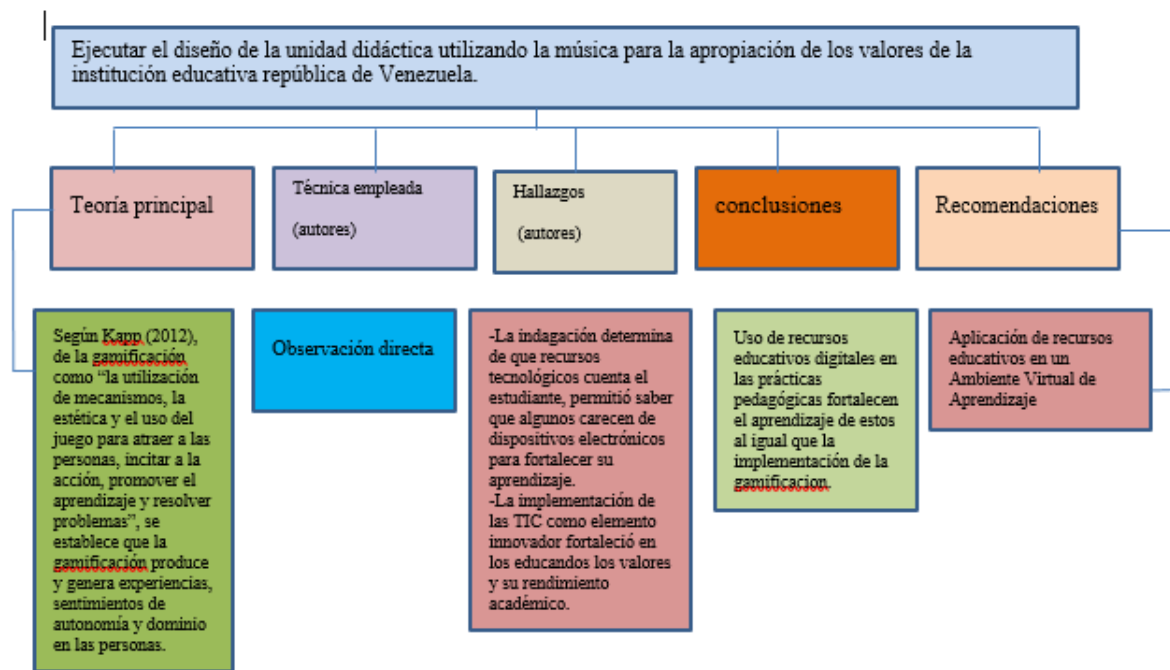 Ejecutar el diseño de la unidad didáctica utilizando la música para la apropiación de los valores de la
institución educativa república de Venezuela.
Teoría principal
Técnica empleada
(autores)
Hallazgos
(autores)
conclusiones
Recomendaciones
Según Kapp (2012),
de la gamificación
como “la utilización
de mecanismos, la
estética y el uso del
juego para atraer a las
personas, incitar a la
acción, promover el
aprendizaje y resolver
problemas”, se
establece que la
gamificación produce
y genera experiencias,
sentimientos de
autonomía y dominio
en las personas.
Observación directa
-La indagación determina
de que recursos
tecnológicos cuenta el
estudiante, permitió saber
que algunos carecen de
dispositivos electrónicos
para fortalecer su
aprendizaje.
-La implementación de
las TIC como elemento
innovador fortaleció en
los educandos los valores
y su rendimiento
académico.
Uso de recursos
educativos digitales en
las prácticas
pedagógicas fortalecen
el aprendizaje de estos
al igual que la
implementación de la
gamificacion.
Aplicación de recursos
educativos en un
Ambiente Virtual de
Aprendizaje